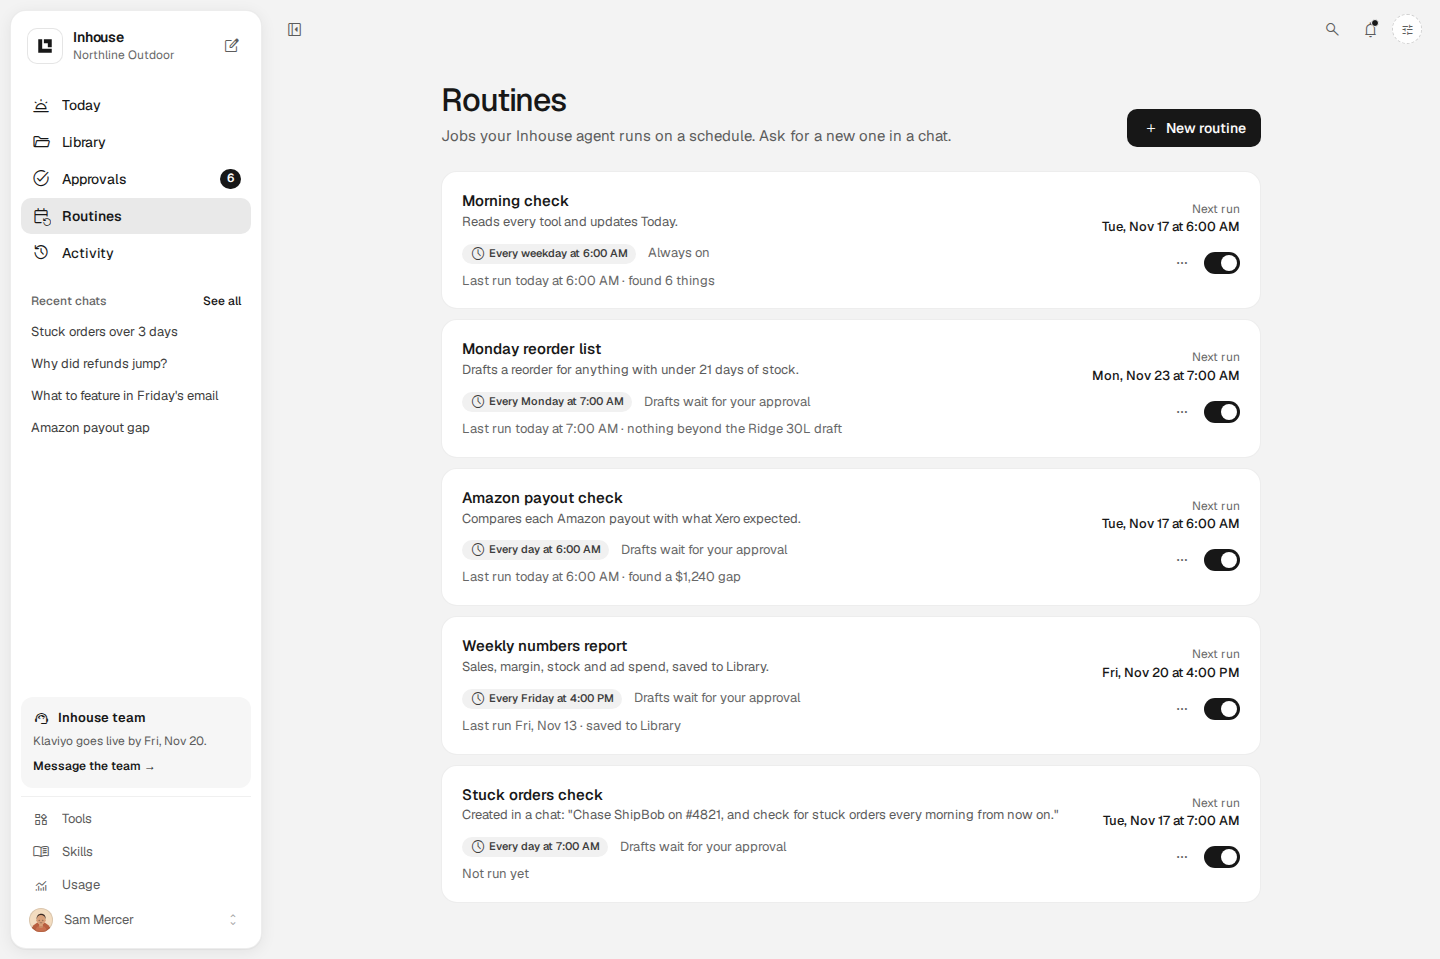 Inhouse
Northline Outdoor
Today
Library
Approvals 6
Routines
Activity
Recent chats See all
Stuck orders over 3 days
Why did refunds jump?
What to feature in Friday's email
Amazon payout gap
Inhouse team
Klaviyo goes live by Fri, Nov 20.
Message the team →
Tools
Skills
Usage
Sam Mercer
Routines
Jobs your Inhouse agent runs on a schedule. Ask for a new one in a chat.
+ New routine
Morning check
Reads every tool and updates Today.
Every weekday at 6:00 AM Always on
Last run today at 6:00 AM · found 6 things
Next run
Tue, Nov 17 at 6:00 AM
Monday reorder list
Drafts a reorder for anything with under 21 days of stock.
Every Monday at 7:00 AM Drafts wait for your approval
Last run today at 7:00 AM · nothing beyond the Ridge 30L draft
Next run
Mon, Nov 23 at 7:00 AM
Amazon payout check
Compares each Amazon payout with what Xero expected.
Every day at 6:00 AM Drafts wait for your approval
Last run today at 6:00 AM · found a $1,240 gap
Next run
Tue, Nov 17 at 6:00 AM
Weekly numbers report
Sales, margin, stock and ad spend, saved to Library.
Every Friday at 4:00 PM Drafts wait for your approval
Last run Fri, Nov 13 · saved to Library
Next run
Fri, Nov 20 at 4:00 PM
Stuck orders check
Created in a chat: "Chase ShipBob on #4821, and check for stuck orders every morning from now on."
Every day at 7:00 AM Drafts wait for your approval
Not run yet
Next run
Tue, Nov 17 at 7:00 AM